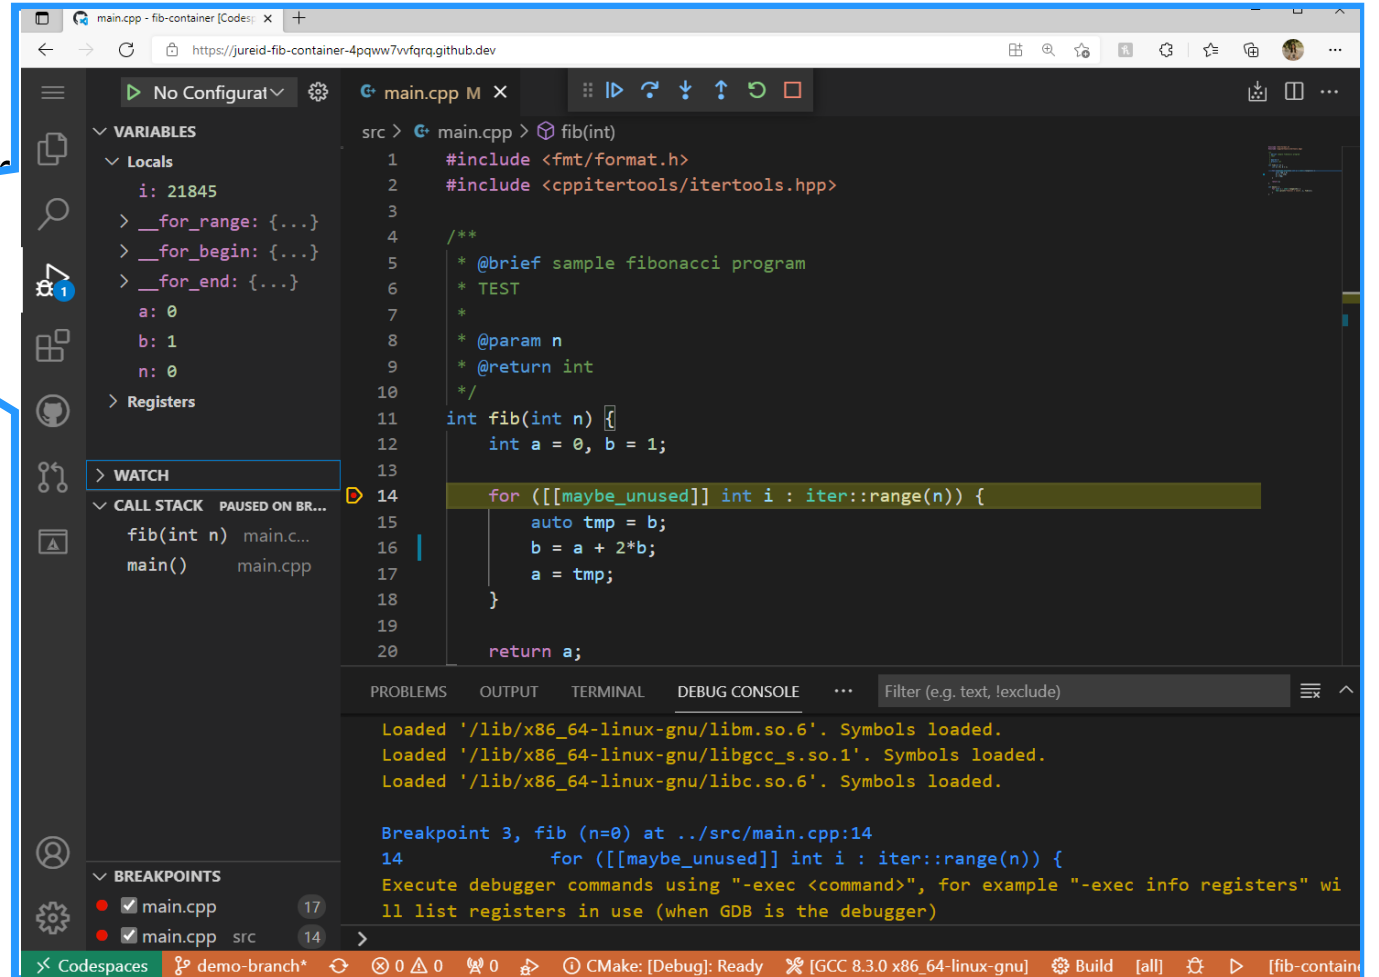 main.cpp - fib-container [Codesp
https://jureid-fib-container-4pqww7vvfqrq.github.dev
No Configurat
main.cpp M
src > main.cpp > fib(int)
VARIABLES
Locals
i: 21845
__for_range: {...}
__for_begin: {...}
__for_end: {...}
a: 0
b: 1
n: 0
Registers
WATCH
CALL STACK PAUSED ON BR...
fib(int n) main.c...
main() main.cpp
BREAKPOINTS
main.cpp 17
main.cpp src 14
1
1 #include <fmt/format.h>
2 #include <cppitertools/itertools.hpp>
3
4 /**
5 * @brief sample fibonacci program
6 * TEST
7 *
8 * @param n
9 * @return int
10 */
11 int fib(int n) {
12 int a = 0, b = 1;
13
14 for ([[maybe_unused]] int i : iter::range(n)) {
15 auto tmp = b;
16 b = a + 2*b;
17 a = tmp;
18 }
19
20 return a;
PROBLEMS OUTPUT TERMINAL DEBUG CONSOLE ... Filter (e.g. text, !exclude)
Loaded '/lib/x86_64-linux-gnu/libm.so.6'. Symbols loaded.
Loaded '/lib/x86_64-linux-gnu/libgcc_s.so.1'. Symbols loaded.
Loaded '/lib/x86_64-linux-gnu/libc.so.6'. Symbols loaded.
Breakpoint 3, fib (n=0) at ../src/main.cpp:14
14 for ([[maybe_unused]] int i : iter::range(n)) {
Execute debugger commands using "-exec <command>", for example "-exec info registers" wi
ll list registers in use (when GDB is the debugger)
>
Codespaces demo-branch* 0 0 0 CMake: [Debug]: Ready [GCC 8.3.0 x86_64-linux-gnu] Build [all] [fib-containe